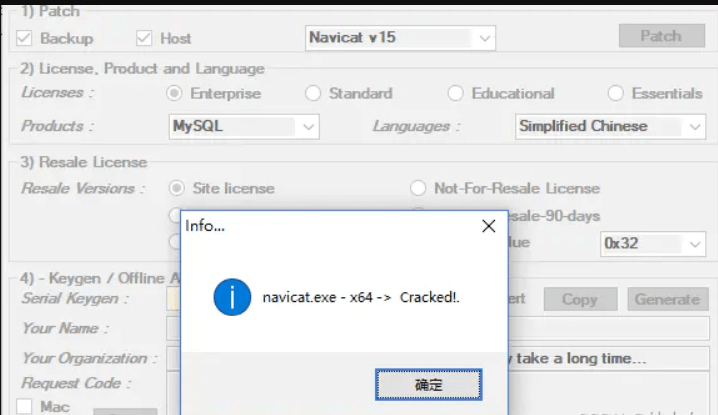 1) Patch
Backup Host Navicat v15 Patch
2) License, Product and Language
Licenses : Enterprise Standard Educational Essentials
Products : MySQL Languages : Simplified Chinese
3) Resale License
Resale Versions : Site license Not-For-Resale License
Info... sale-90-days
lue 0x32
4) - Keygen / Offline A
Serial Keygen : navicat.exe - x64 -> Cracked!. ert Copy Generate
Your Name :
Your Organization : y take a long time...
Request Code : 确定
Mac